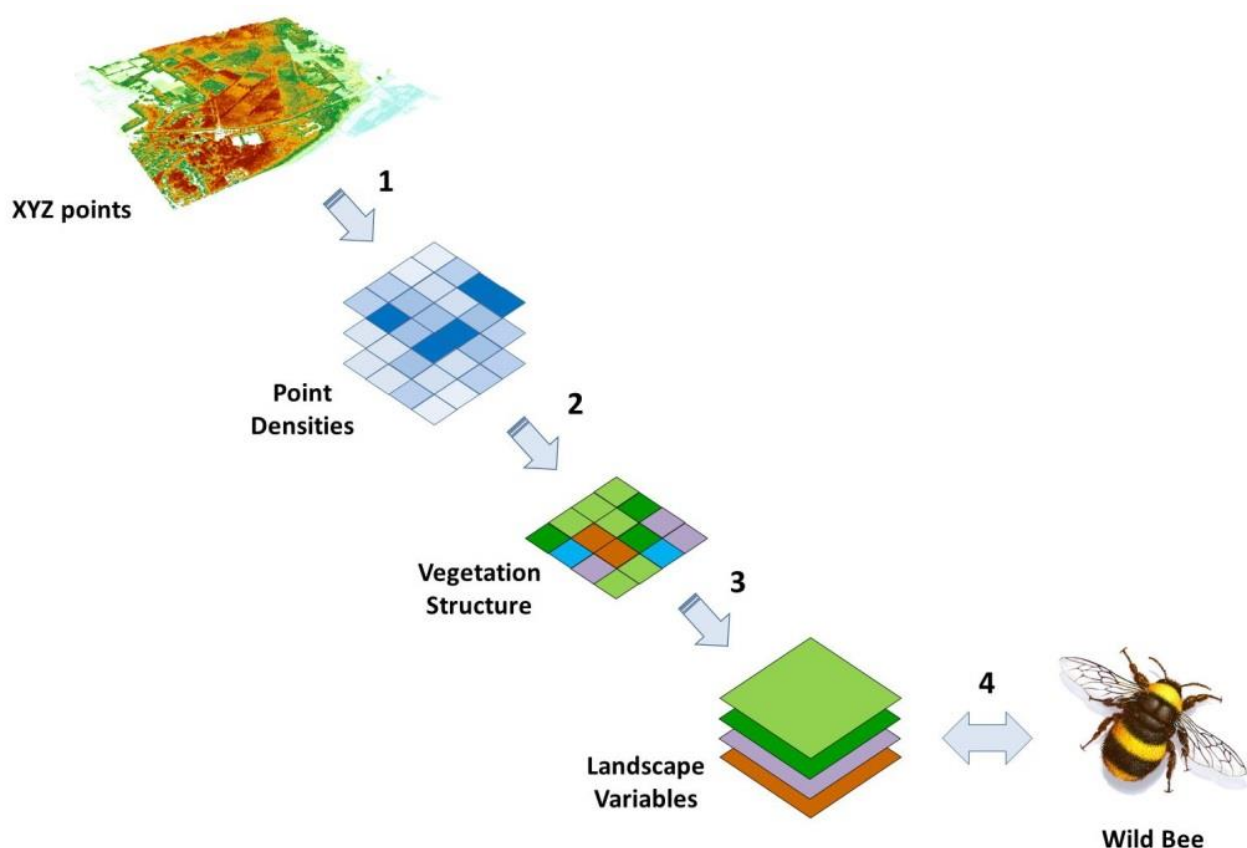 XYZ points
1
Point
Densities
2
Vegetation
Structure
3
Landscape
Variables
4
Wild Bee